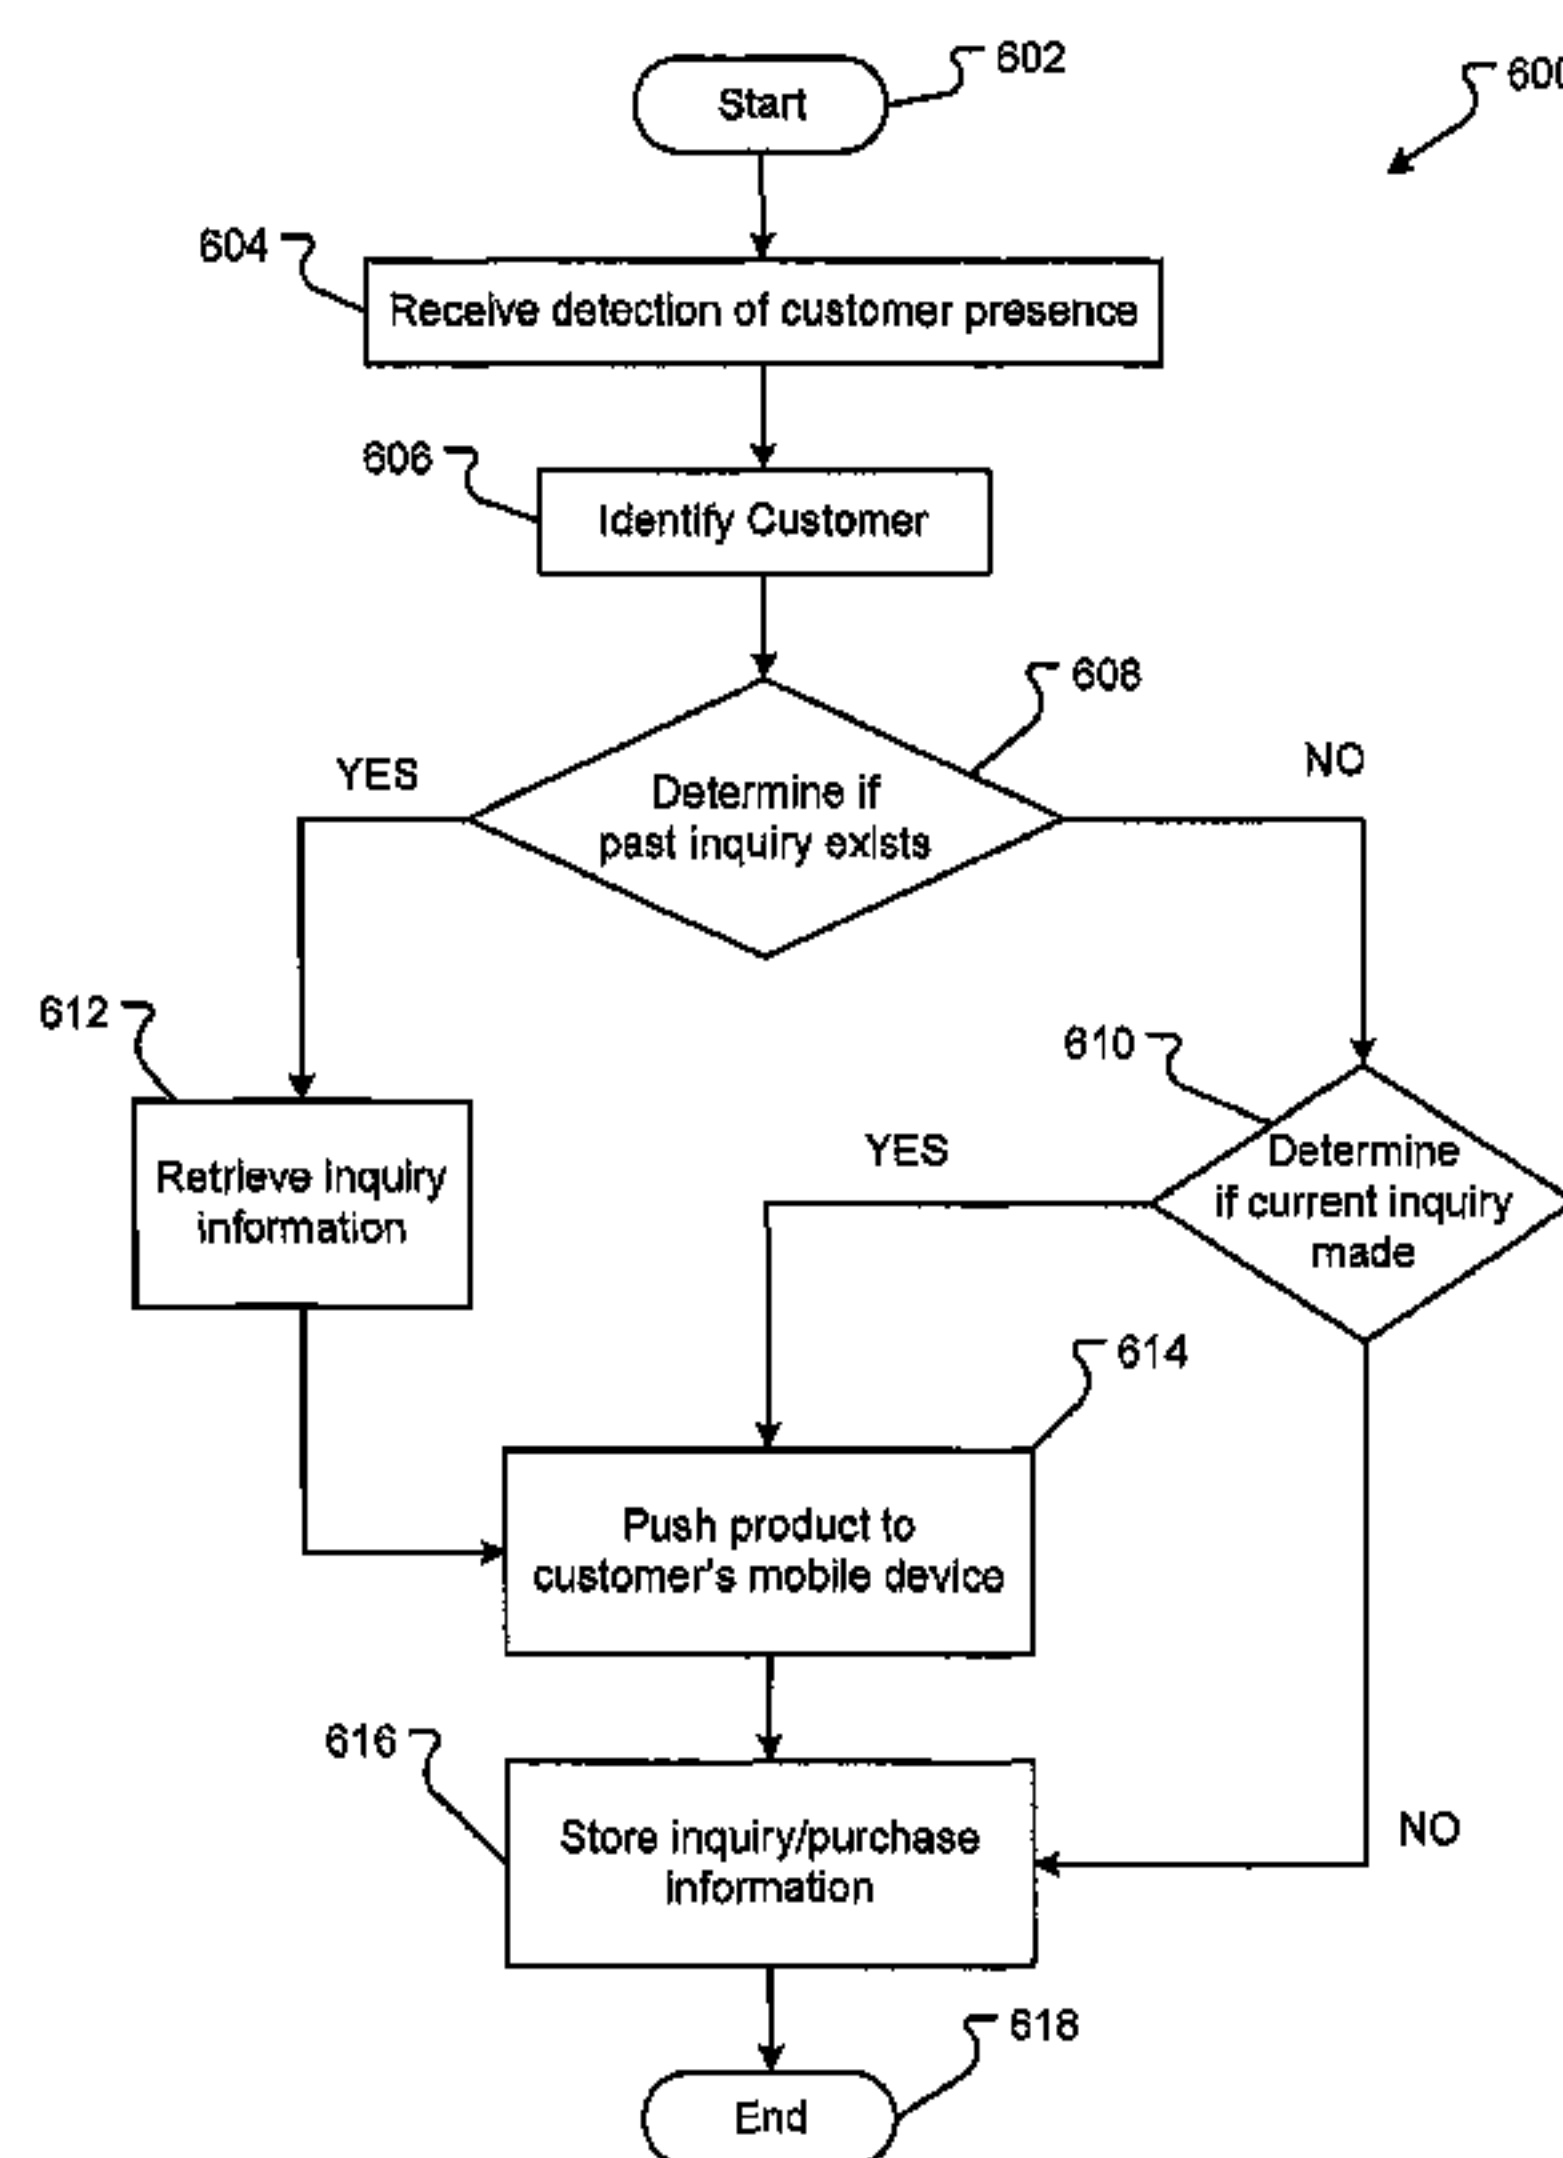 602
Start
600
604
Receive detection of customer presence
606
Identify Customer
608
YES
NO
Determine if
past inquiry exists
612
610
Retrieve inquiry
information
YES
Determine
if current inquiry
made
614
Push product to
customer's mobile device
616
Store inquiry/purchase
information
NO
618
End